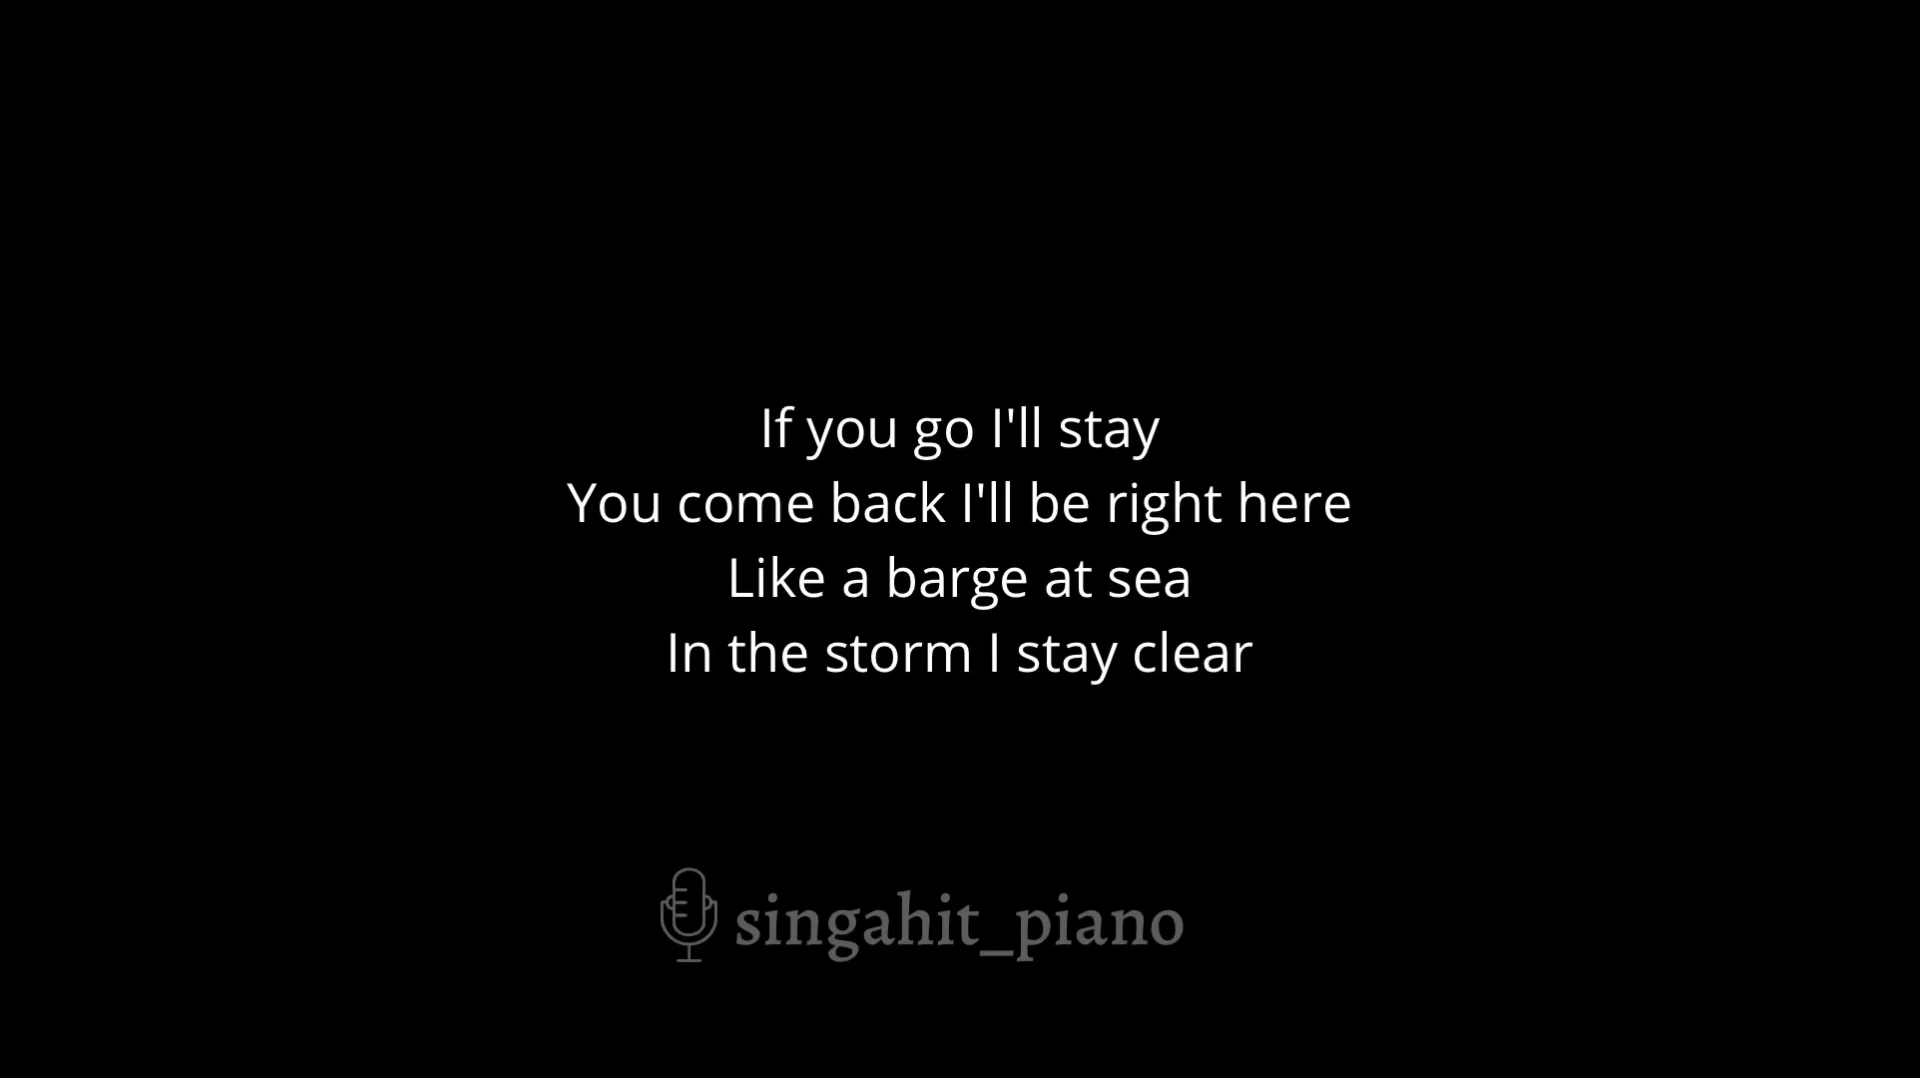 If you go I'll stay
You come back I'll be right here
Like a barge at sea
In the storm I stay clear
singahit_piano